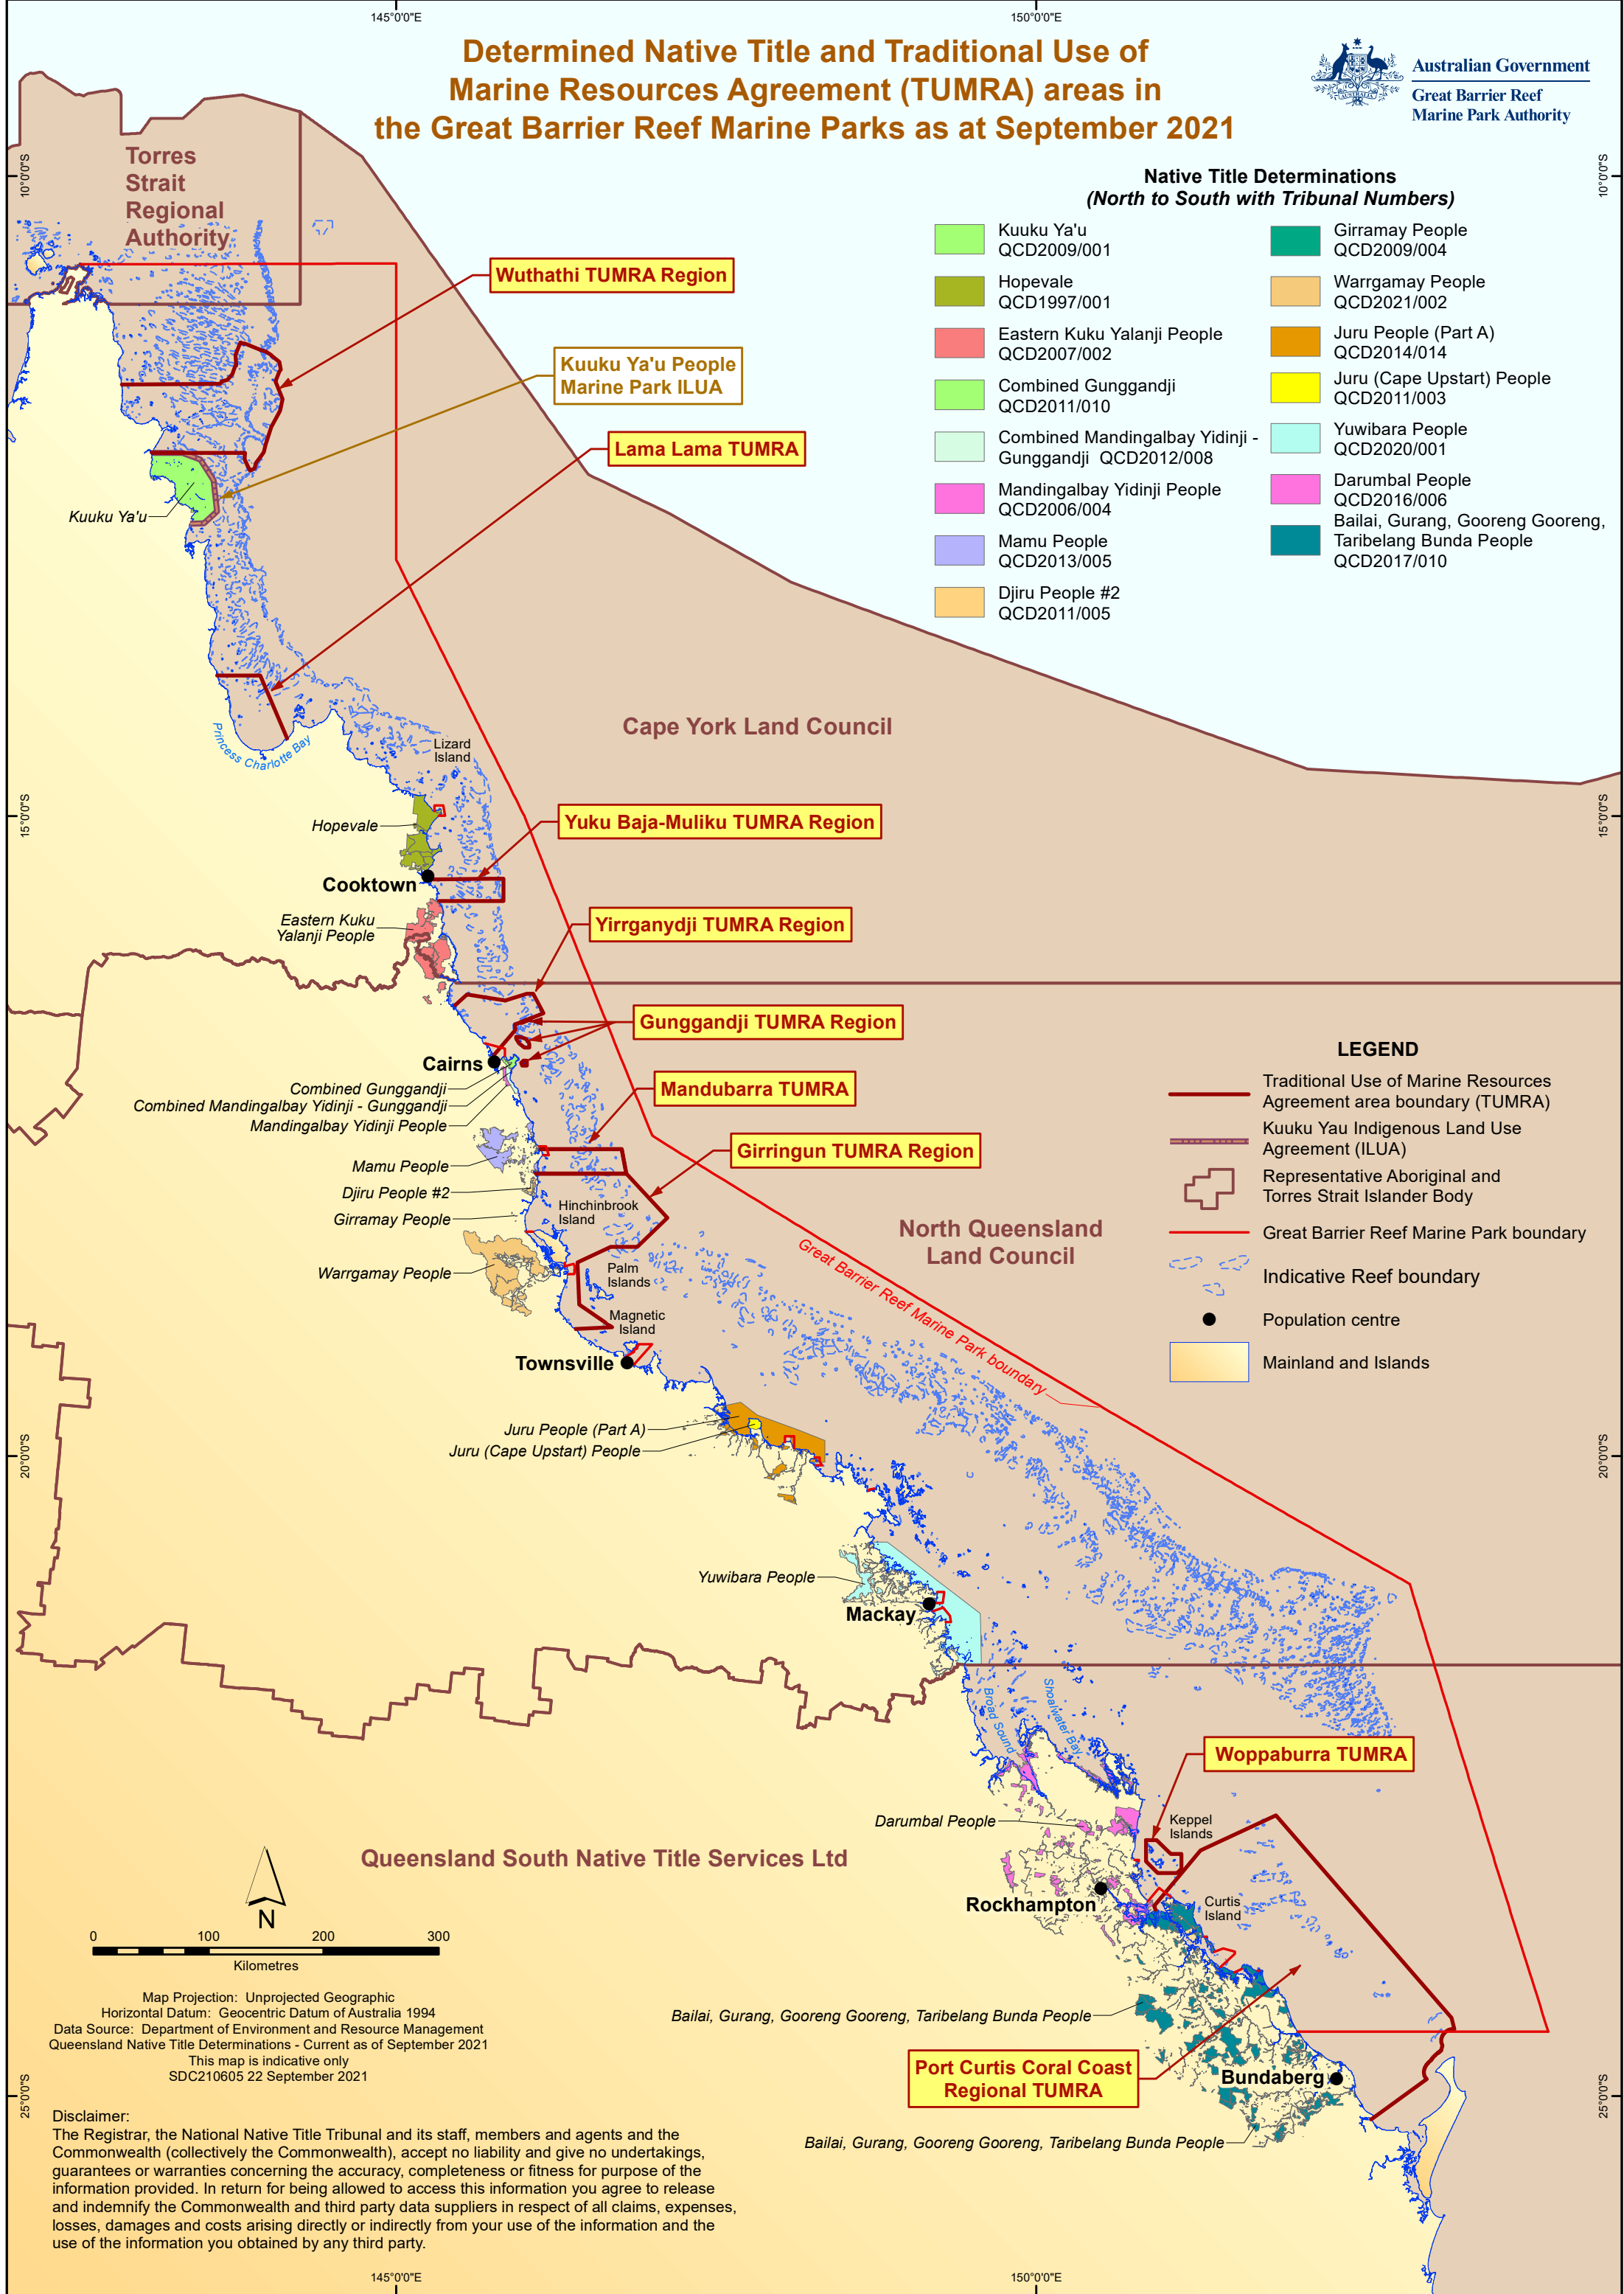 145°0'0"E
150°0'0"E
Determined Native Title and Traditional Use of
Marine Resources Agreement (TUMRA) areas in
the Great Barrier Reef Marine Parks as at September 2021
Australian Government
Great Barrier Reef
Marine Park Authority
10°0'0"S
10°0'0"S
Torres
Strait
Regional
Authority
Native Title Determinations
(North to South with Tribunal Numbers)
Kuuku Ya'u
QCD2009/001
Hopevale
QCD1997/001
Eastern Kuku Yalanji People
QCD2007/002
Combined Gunggandji
QCD2011/010
Combined Mandingalbay Yidinji -
Gunggandji QCD2012/008
Mandingalbay Yidinji People
QCD2006/004
Mamu People
QCD2013/005
Djiru People #2
QCD2011/005
Girramay People
QCD2009/004
Warrgamay People
QCD2021/002
Juru People (Part A)
QCD2014/014
Juru (Cape Upstart) People
QCD2011/003
Yuwibara People
QCD2020/001
Darumbal People
QCD2016/006
Bailai, Gurang, Gooreng Gooreng,
Taribelang Bunda People
QCD2017/010
Wuthathi TUMRA Region
Kuuku Ya'u People
Marine Park ILUA
Lama Lama TUMRA
Kuuku Ya'u
Cape York Land Council
Princess Charlotte Bay
Lizard
Island
15°0'0"S
15°0'0"S
Hopevale
Yuku Baja-Muliku TUMRA Region
Cooktown
Eastern Kuku
Yalanji People
Yirrganydji TUMRA Region
Gunggandji TUMRA Region
Cairns
Combined Gunggandji
Combined Mandingalbay Yidinji - Gunggandji
Mandingalbay Yidinji People
Mandubarra TUMRA
Girringun TUMRA Region
Mamu People
Djiru People #2
Girramay People
Hinchinbrook
Island
Warrgamay People
Palm
Islands
Magnetic
Island
North Queensland
Land Council
Great Barrier Reef Marine Park boundary
Townsville
Juru People (Part A)
Juru (Cape Upstart) People
LEGEND
Traditional Use of Marine Resources
Agreement area boundary (TUMRA)
Kuuku Yau Indigenous Land Use
Agreement (ILUA)
Representative Aboriginal and
Torres Strait Islander Body
Great Barrier Reef Marine Park boundary
Indicative Reef boundary
Population centre
Mainland and Islands
20°0'0"S
20°0'0"S
Yuwibara People
Mackay
Broad Sound
Shoalwater Bay
Woppaburra TUMRA
Darumbal People
Keppel
Islands
Queensland South Native Title Services Ltd
Rockhampton
Curtis
Island
N
0 100 200 300
Kilometres
Map Projection: Unprojected Geographic
Horizontal Datum: Geocentric Datum of Australia 1994
Data Source: Department of Environment and Resource Management
Queensland Native Title Determinations - Current as of September 2021
This map is indicative only
SDC210605 22 September 2021
Bailai, Gurang, Gooreng Gooreng, Taribelang Bunda People
Port Curtis Coral Coast
Regional TUMRA
Bundaberg
Bailai, Gurang, Gooreng Gooreng, Taribelang Bunda People
25°0'0"S
25°0'0"S
Disclaimer:
The Registrar, the National Native Title Tribunal and its staff, members and agents and the
Commonwealth (collectively the Commonwealth), accept no liability and give no undertakings,
guarantees or warranties concerning the accuracy, completeness or fitness for purpose of the
information provided. In return for being allowed to access this information you agree to release
and indemnify the Commonwealth and third party data suppliers in respect of all claims, expenses,
losses, damages and costs arising directly or indirectly from your use of the information and the
use of the information you obtained by any third party.
145°0'0"E
150°0'0"E